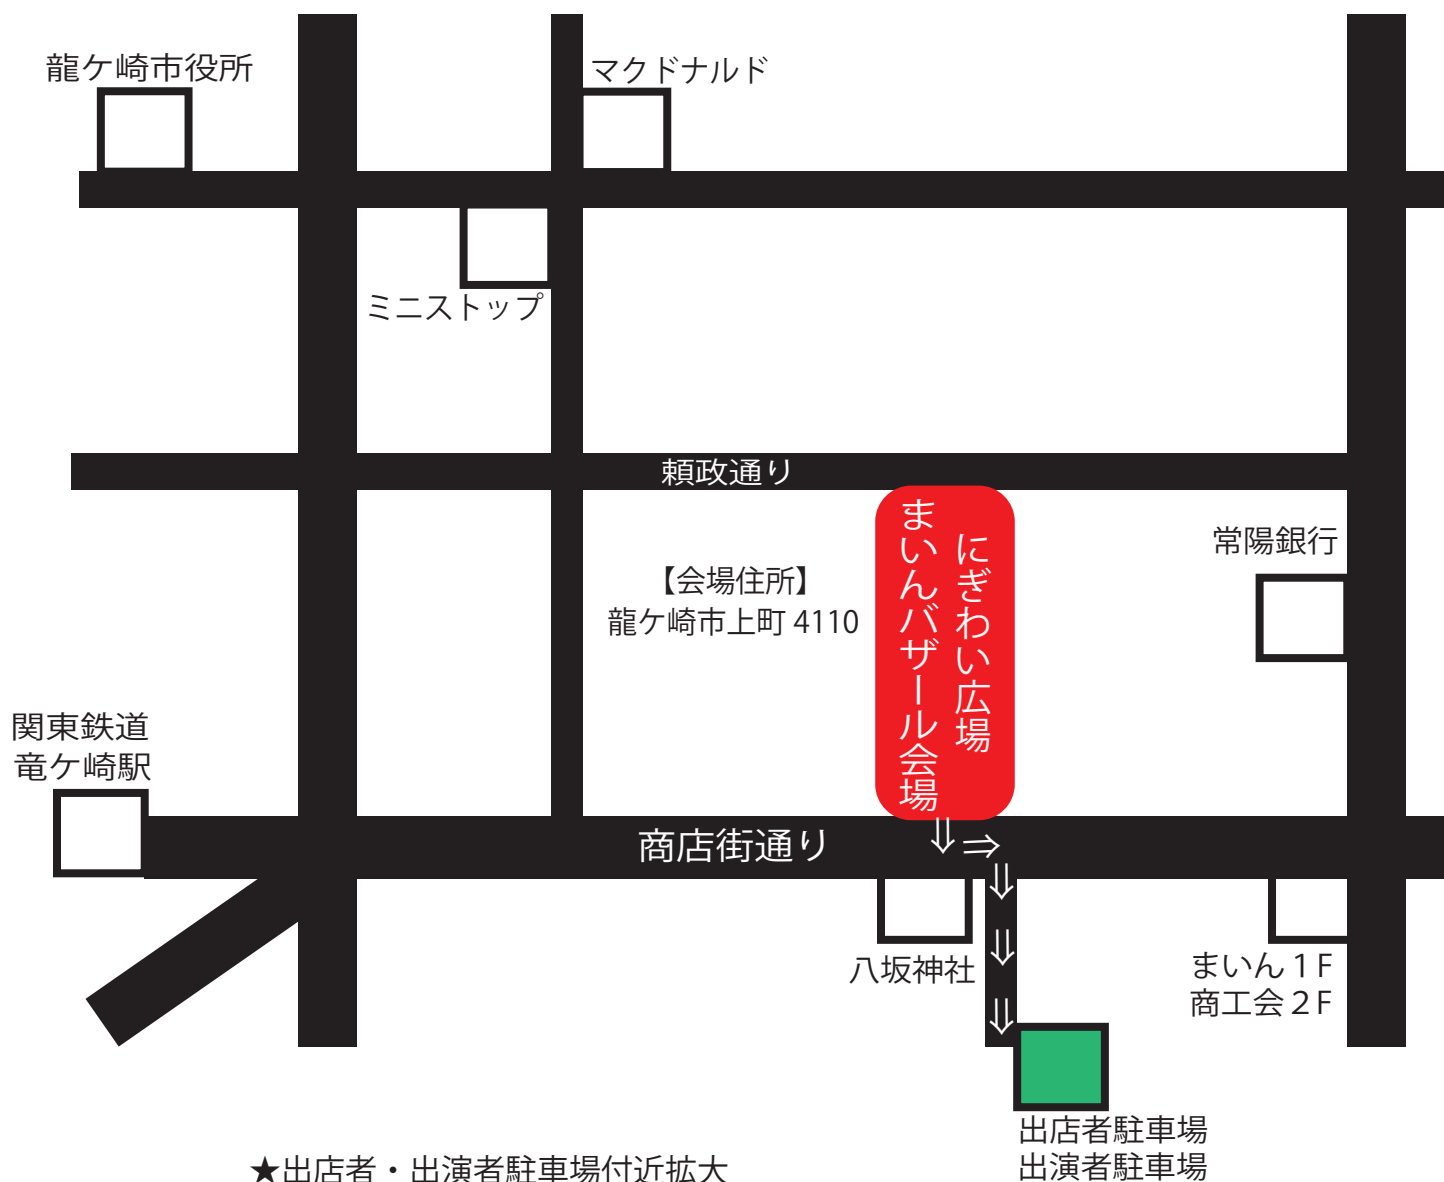 龍ケ崎市役所
マクドナルド
ミニストップ
頼政通り
にぎわい広場
まいんバザール会場
【会場住所】
龍ケ崎市上町 4110
常陽銀行
関東鉄道
竜ケ崎駅
商店街通り
⇓⇒
⇓
⇓
⇓
八坂神社
まいん１F
商工会２F
出店者駐車場
出演者駐車場
★出店者・出演者駐車場付近拡大